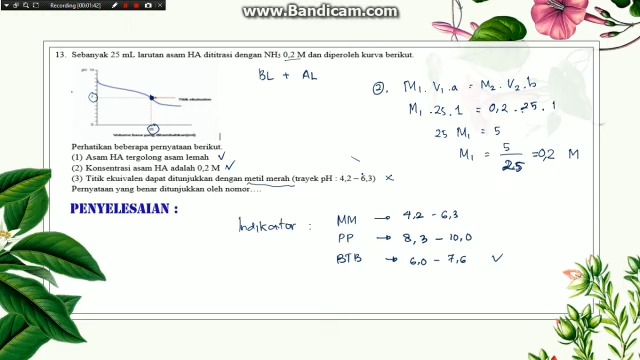 Recording [00:01:42]
www.Bandicam.com
13. Sebanyak 25 mL larutan asam HA dititrasi dengan NH3 0,2 M dan diperoleh kurva berikut.
Titik ekuivalen
25
BL + AL
Perhatikan beberapa pernyataan berikut.
(1) Asam HA tergolong asam lemah ✓
(2) Konsentrasi asam HA adalah 0,2 M ✓
(3) Titik ekuivalen dapat ditunjukkan dengan metil merah (trayek pH : 4,2 – 6,3) ×
Pernyataan yang benar ditunjukkan oleh nomor....
②. M1 . V1 . a = M2 . V2 . b
M1 . 25 . 1 = 0,2 . 25 . 1
25 M1 = 5
M1 = 5/25 = 0,2 M
PENYELESAIAN :
Indikator :
MM → 4,2 – 6,3
PP → 8,3 – 10,0
BTB → 6,0 – 7,6 ✓